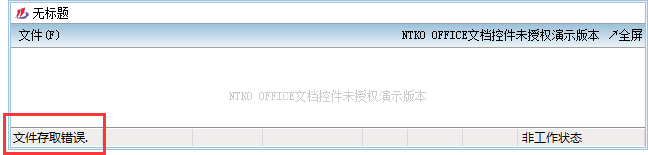 无标题
文件(F) NTKO OFFICE文档控件未授权演示版本 ↗全屏
NTKO OFFICE文档控件未授权演示版本
文件存取错误. 非工作状态